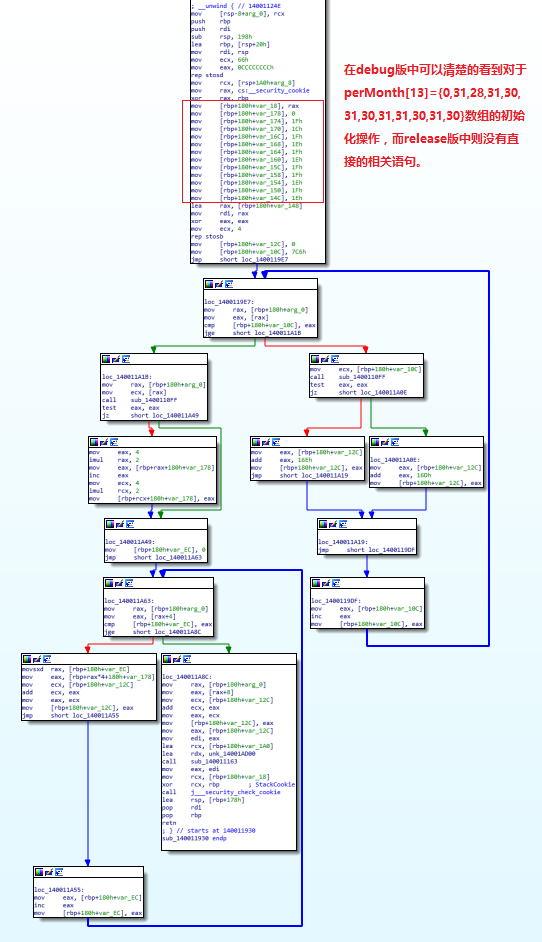 ; __unwind { // 14001124E
mov [rsp-8+arg_0], rcx
push rbp
push rdi
sub rsp, 198h
lea rbp, [rsp+20h]
mov rdi, rsp
mov ecx, 66h
mov eax, 0CCCCCCCCh
rep stosd
mov rcx, [rsp+1A0h+arg_8]
mov rax, cs:__security_cookie
xor rax, rbp
mov [rbp+180h+var_18], rax
mov [rbp+180h+var_178], 0
mov [rbp+180h+var_174], 1Fh
mov [rbp+180h+var_170], 1Ch
mov [rbp+180h+var_16C], 1Fh
mov [rbp+180h+var_168], 1Eh
mov [rbp+180h+var_164], 1Fh
mov [rbp+180h+var_160], 1Eh
mov [rbp+180h+var_15C], 1Fh
mov [rbp+180h+var_158], 1Fh
mov [rbp+180h+var_154], 1Eh
mov [rbp+180h+var_150], 1Fh
mov [rbp+180h+var_14C], 1Eh
lea rax, [rbp+180h+var_148]
mov rdi, rax
xor eax, eax
mov ecx, 4
rep stosb
mov [rbp+180h+var_12C], 0
mov [rbp+180h+var_10C], 7C6h
jmp short loc_1400119E7
在debug版中可以清楚的看到对于
perMonth[13]={0,31,28,31,30,
31,30,31,31,30,31,30}数组的初始
化操作，而release版中则没有直
接的相关语句。
loc_1400119E7:
mov rax, [rbp+180h+arg_0]
mov eax, [rax]
cmp [rbp+180h+var_10C], eax
jge short loc_140011A1B
loc_140011A1B:
mov rax, [rbp+180h+arg_0]
mov ecx, [rax]
call sub_1400110FF
test eax, eax
jz short loc_140011A49
mov ecx, [rbp+180h+var_10C]
call sub_1400110FF
test eax, eax
jz short loc_140011A0E
mov eax, 4
imul rax, 2
mov eax, [rbp+rax+180h+var_178]
inc eax
mov ecx, 4
imul rcx, 2
mov [rbp+rcx+180h+var_178], eax
mov eax, [rbp+180h+var_12C]
add eax, 16Eh
mov [rbp+180h+var_12C], eax
jmp short loc_140011A19
loc_140011A0E:
mov eax, [rbp+180h+var_12C]
add eax, 16Dh
mov [rbp+180h+var_12C], eax
loc_140011A49:
mov [rbp+180h+var_EC], 0
jmp short loc_140011A63
loc_140011A19:
jmp short loc_1400119DF
loc_140011A63:
mov rax, [rbp+180h+arg_0]
mov eax, [rax+4]
cmp [rbp+180h+var_EC], eax
jge short loc_140011A8C
loc_1400119DF:
mov eax, [rbp+180h+var_10C]
inc eax
mov [rbp+180h+var_10C], eax
movsxd rax, [rbp+180h+var_EC]
mov eax, [rbp+rax*4+180h+var_178]
mov ecx, [rbp+180h+var_12C]
add ecx, eax
mov eax, ecx
mov [rbp+180h+var_12C], eax
jmp short loc_140011A55
loc_140011A8C:
mov rax, [rbp+180h+arg_0]
mov eax, [rax+8]
mov ecx, [rbp+180h+var_12C]
add ecx, eax
mov eax, ecx
mov [rbp+180h+var_12C], eax
mov eax, [rbp+180h+var_12C]
mov edi, eax
lea rcx, [rbp+180h+var_1A0]
lea rdx, unk_14001AD00
call sub_140011163
mov eax, edi
mov rcx, [rbp+180h+var_18]
xor rcx, rbp ; StackCookie
call j___security_check_cookie
lea rsp, [rbp+178h]
pop rdi
pop rbp
retn
; } // starts at 140011930
sub_140011930 endp
loc_140011A55:
mov eax, [rbp+180h+var_EC]
inc eax
mov [rbp+180h+var_EC], eax